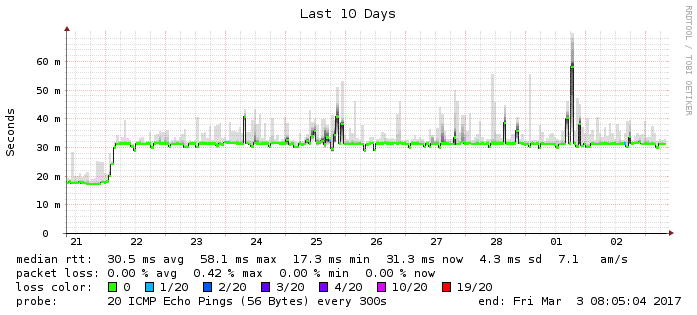 Last 10 Days
RRDTOOL / TOBI OETIKER
Seconds
60 m
50 m
40 m
30 m
20 m
10 m
0
21 22 23 24 25 26 27 28 01 02
median rtt: 30.5 ms avg 58.1 ms max 17.3 ms min 31.3 ms now 4.3 ms sd 7.1 am/s
packet loss: 0.00 % avg 0.42 % max 0.00 % min 0.00 % now
loss color: 0 1/20 2/20 3/20 4/20 10/20 19/20
probe: 20 ICMP Echo Pings (56 Bytes) every 300s end: Fri Mar 3 08:05:04 2017